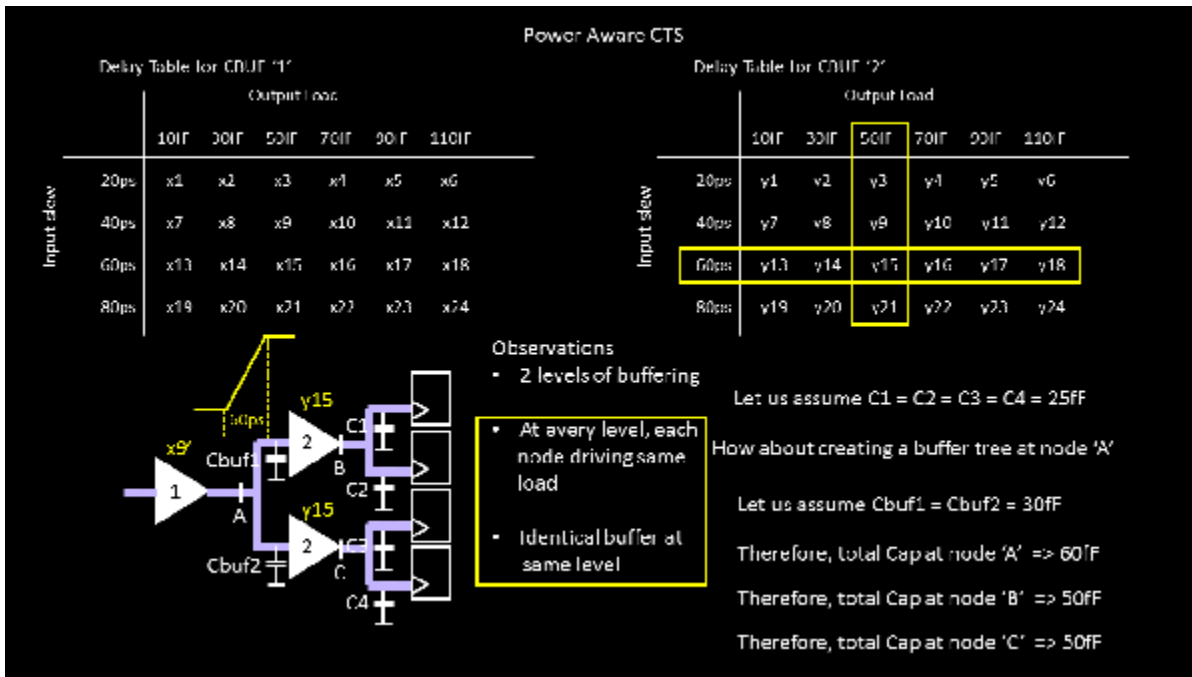 Power Aware CTS
Delay Table for CBUF '1'
Output Load
10fF 30fF 50fF 70fF 90fF 110fF
Input slew
20ps x1 x2 x3 x4 x5 x6
40ps x7 x8 x9 x10 x11 x12
60ps x13 x14 x15 x16 x17 x18
80ps x19 x20 x21 x22 x23 x24
Delay Table for CBUF '2'
Output Load
10fF 30fF 50fF 70fF 90fF 110fF
Input slew
20ps y1 y2 y3 y4 y5 y6
40ps y7 y8 y9 y10 y11 y12
60ps y13 y14 y15 y16 y17 y18
80ps y19 y20 y21 y22 y23 y24
60ps
x9'
1
A
Cbuf1
y15
2
B
C1
C2
Cbuf2
y15
2
C
C3
C4
Observations
• 2 levels of buffering
• At every level, each
node driving same
load
• Identical buffer at
same level
Let us assume C1 = C2 = C3 = C4 = 25fF
How about creating a buffer tree at node 'A'
Let us assume Cbuf1 = Cbuf2 = 30fF
Therefore, total Cap at node 'A' => 60fF
Therefore, total Cap at node 'B' => 50fF
Therefore, total Cap at node 'C' => 50fF